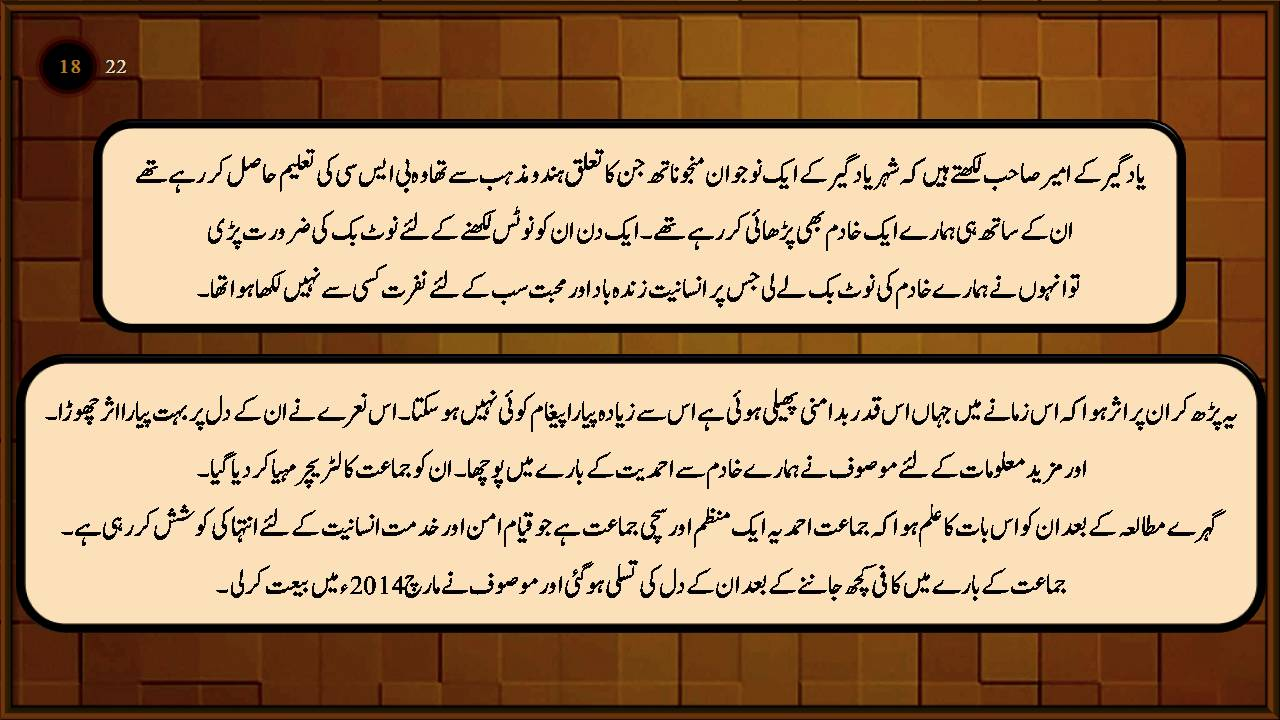 18 22
یادگیر کے امیر صاحب لکھتے ہیں کہ شہر یادگیر کے ایک نوجوان منجوناتھ جن کا تعلق ہندو مذہب سے تھا وہ بی ایس سی کی تعلیم حاصل کر رہے تھے
ان کے ساتھ ہی ہمارے ایک خادم بھی پڑھائی کر رہے تھے۔ ایک دن ان کو نوٹس لکھنے کے لئے نوٹ بک کی ضرورت پڑی
تو انہوں نے ہمارے خادم کی نوٹ بک لے لی جس پر انسانیت زندہ باد اور محبت سب کے لئے نفرت کسی سے نہیں لکھا ہوا تھا۔
یہ پڑھ کر ان پر اثر ہوا کہ اس زمانے میں جہاں اس قدر بدامنی پھیلی ہوئی ہے اس سے زیادہ پیارا پیغام کوئی نہیں ہو سکتا۔ اس نعرے نے ان کے دل پر بہت پیارا اثر چھوڑا۔
اور مزید معلومات کے لئے موصوف نے ہمارے خادم سے احمدیت کے بارے میں پوچھا۔ ان کو جماعت کا لٹریچر مہیا کر دیا گیا۔
گہرے مطالعہ کے بعد ان کو اس بات کا علم ہوا کہ جماعت احمدیہ ایک منظم اور سچی جماعت ہے جو قیام امن اور خدمت انسانیت کے لئے انتہا کی کوشش کر رہی ہے۔
جماعت کے بارے میں کافی کچھ جاننے کے بعد ان کے دل کی تسلی ہوگئی اور موصوف نے مارچ 2014ء میں بیعت کر لی۔